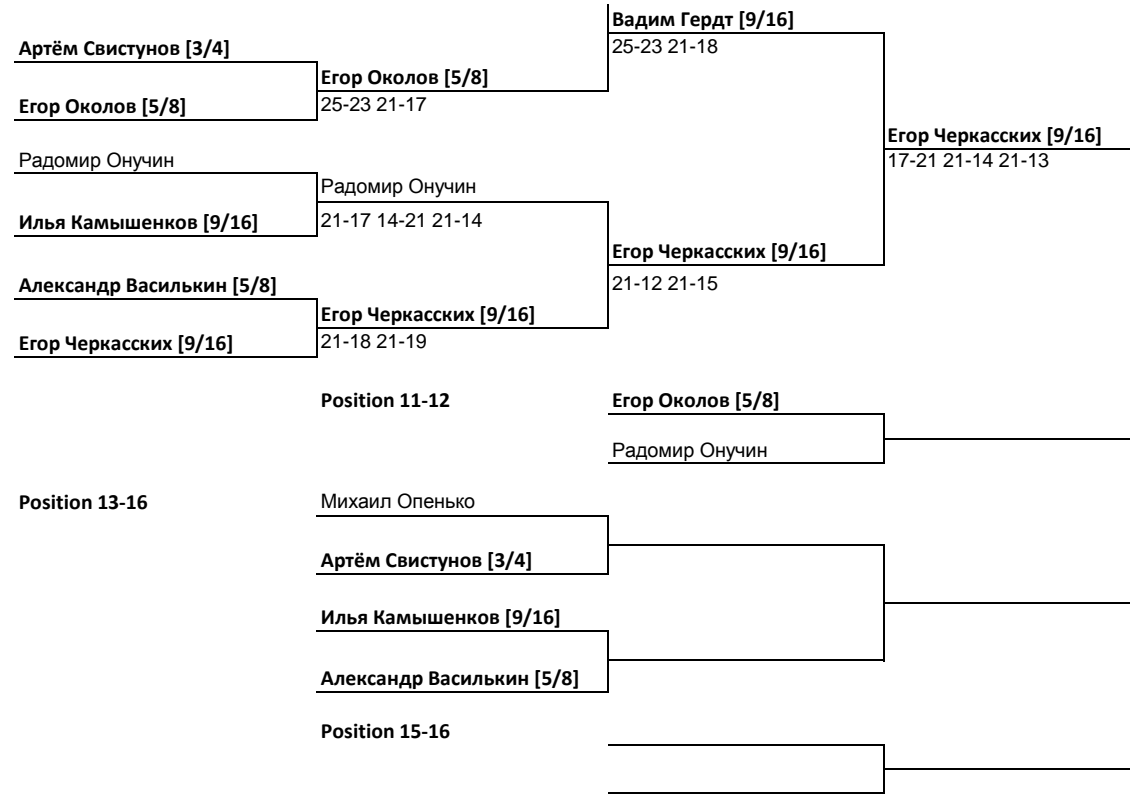 Вадим Гердт [9/16]
Артём Свистунов [3/4]
25-23 21-18
Егор Околов [5/8]
Егор Околов [5/8]
25-23 21-17
Егор Черкасских [9/16]
Радомир Онучин
17-21 21-14 21-13
Радомир Онучин
Илья Камышенков [9/16]
21-17 14-21 21-14
Егор Черкасских [9/16]
Александр Василькин [5/8]
21-12 21-15
Егор Черкасских [9/16]
Егор Черкасских [9/16]
21-18 21-19
Position 11-12
Егор Околов [5/8]
Радомир Онучин
Position 13-16
Михаил Опенько
Артём Свистунов [3/4]
Илья Камышенков [9/16]
Александр Василькин [5/8]
Position 15-16